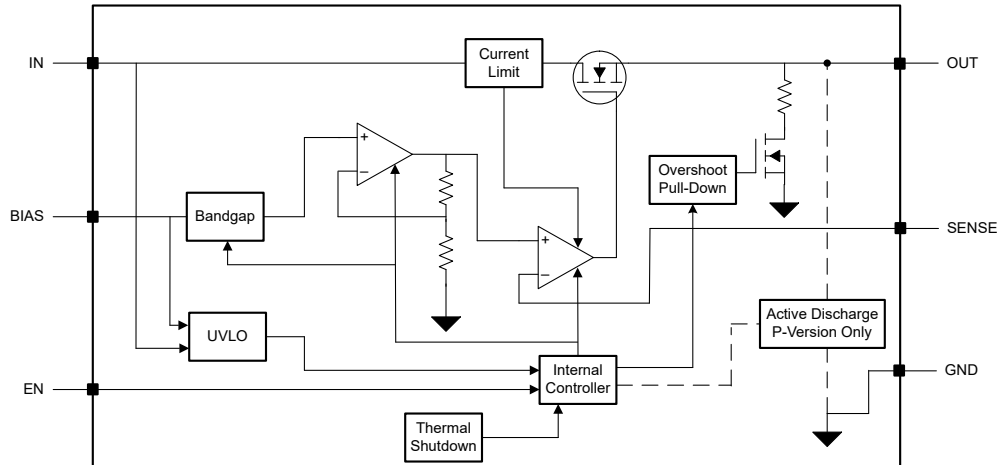 IN
Current
Limit
OUT
+
−
Overshoot
Pull-Down
BIAS
Bandgap
SENSE
+
−
UVLO
Active Discharge
P-Version Only
Internal
Controller
GND
EN
Thermal
Shutdown